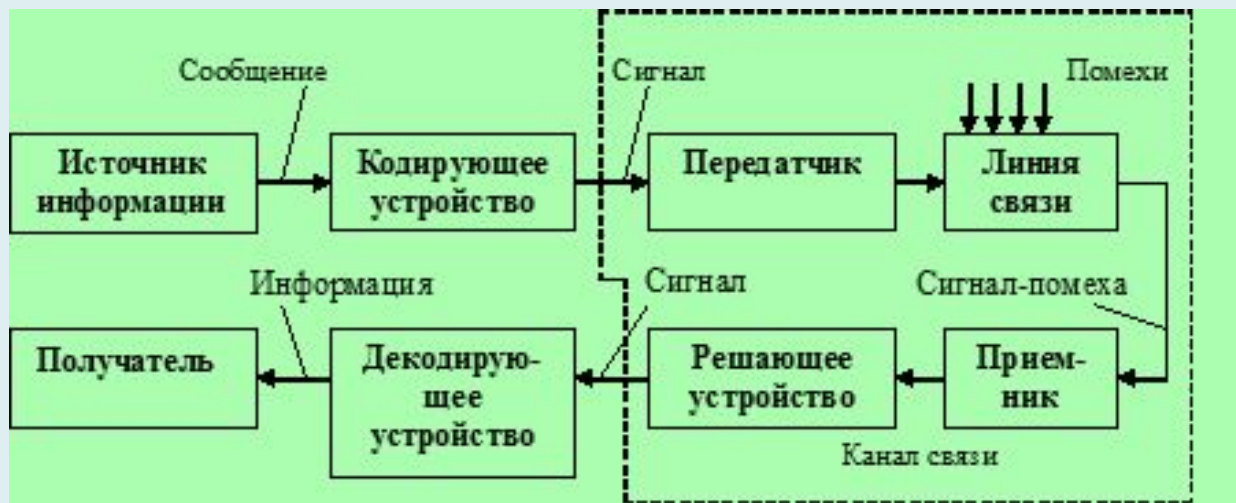 Сообщение
Сигнал
Помехи
Источник
информации
Кодирующее
устройство
Передатчик
Линия
связи
Информация
Сигнал
Сигнал-помеха
Получатель
Декодирую-
щее
устройство
Решающее
устройство
Прием-
ник
Канал связи